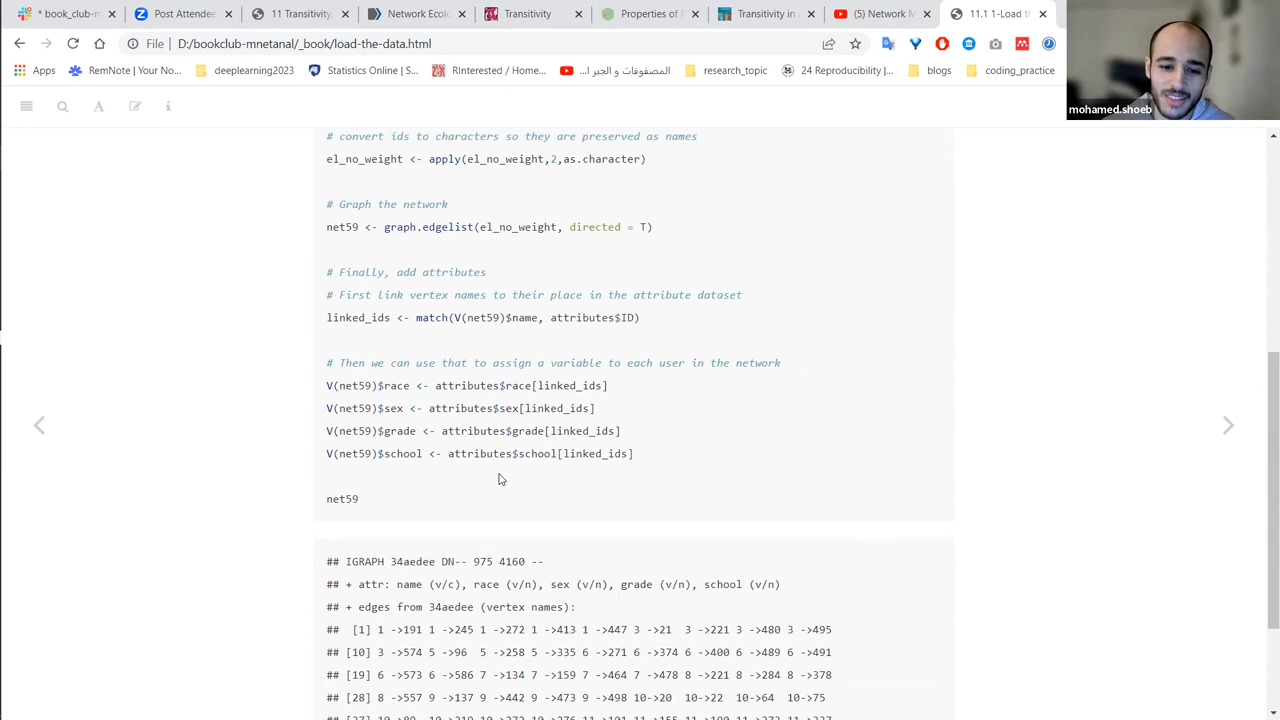 * book_club-m
Post Attendee
11 Transitivity,
Network Ecolo
Transitivity
Properties of
Transitivity in
(5) Network M
11.1 1-Load th
File
D:/bookclub-mnetanal/_book/load-the-data.html
Apps
RemNote | Your No...
deeplearning2023
Statistics Online | S...
RInterested / Home...
المصفوفات و الجبر ا...
research_topic
24 Reproducibility |...
blogs
coding_practice
mohamed.shoeb
# convert ids to characters so they are preserved as names
el_no_weight <- apply(el_no_weight,2,as.character)
# Graph the network
net59 <- graph.edgelist(el_no_weight, directed = T)
# Finally, add attributes
# First link vertex names to their place in the attribute dataset
linked_ids <- match(V(net59)$name, attributes$ID)
# Then we can use that to assign a variable to each user in the network
V(net59)$race <- attributes$race[linked_ids]
V(net59)$sex <- attributes$sex[linked_ids]
V(net59)$grade <- attributes$grade[linked_ids]
V(net59)$school <- attributes$school[linked_ids]
net59
## IGRAPH 34aedee DN-- 975 4160 --
## + attr: name (v/c), race (v/n), sex (v/n), grade (v/n), school (v/n)
## + edges from 34aedee (vertex names):
## [1] 1 ->191 1 ->245 1 ->272 1 ->413 1 ->447 3 ->21 3 ->221 3 ->480 3 ->495
## [10] 3 ->574 5 ->96 5 ->258 5 ->335 6 ->271 6 ->374 6 ->400 6 ->489 6 ->491
## [19] 6 ->573 6 ->586 7 ->134 7 ->159 7 ->464 7 ->478 8 ->221 8 ->284 8 ->378
## [28] 8 ->557 9 ->137 9 ->442 9 ->473 9 ->498 10->20 10->22 10->64 10->75